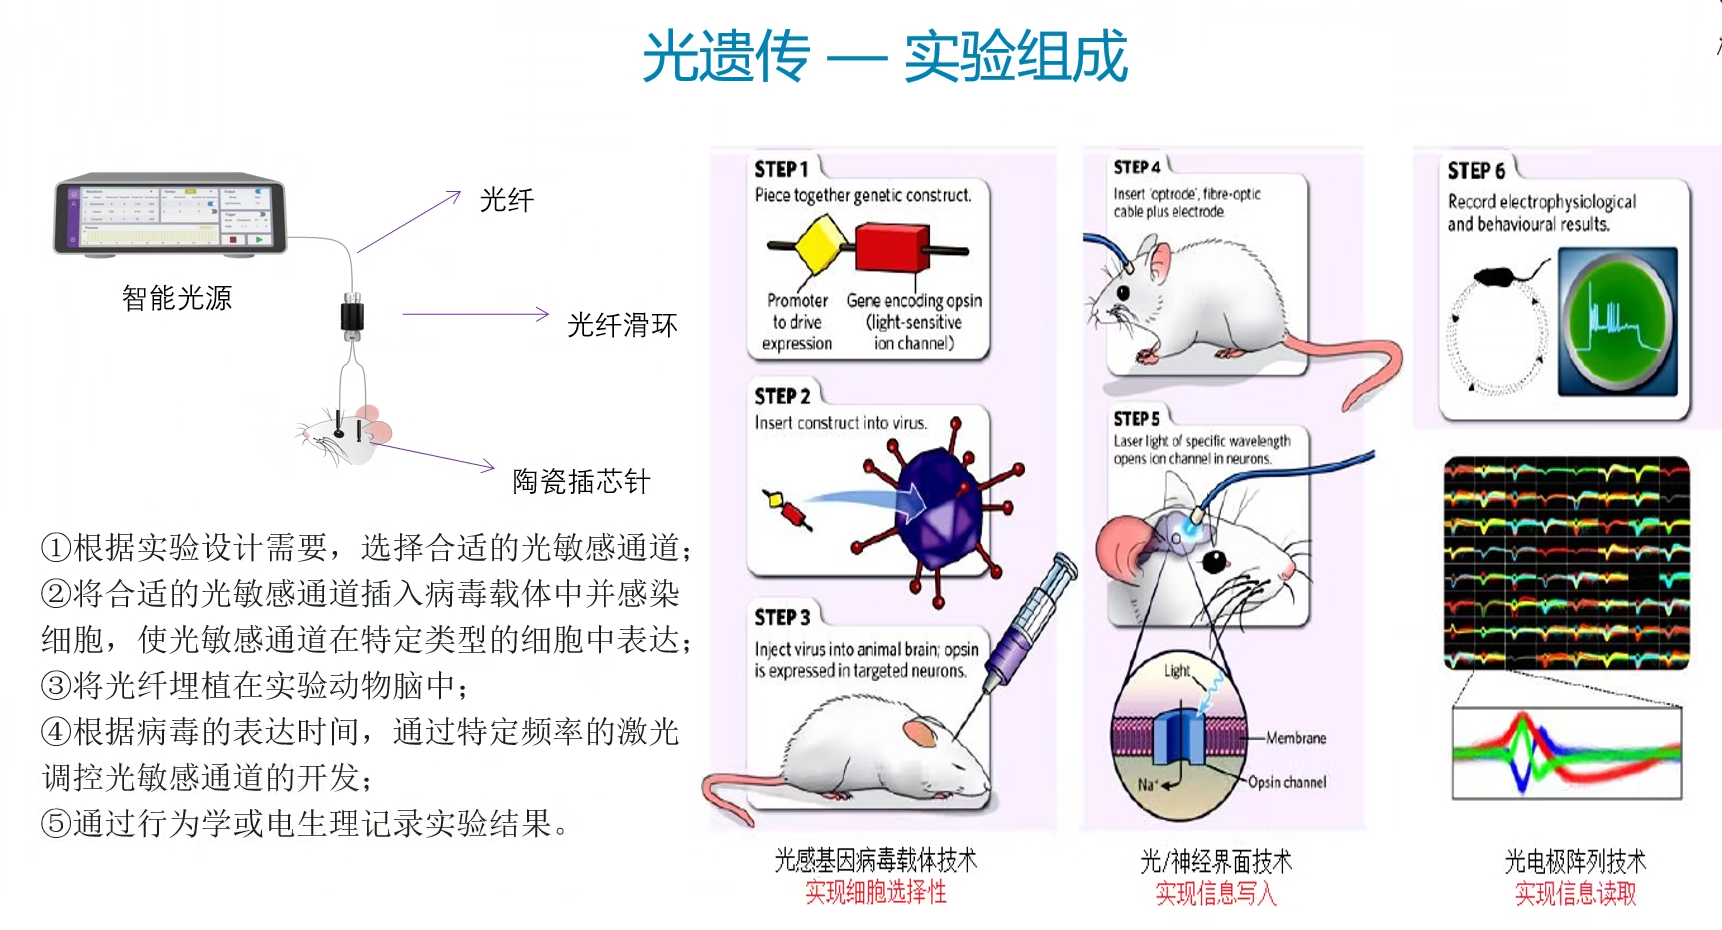 光遗传 — 实验组成
智能光源
光纤
光纤滑环
陶瓷插芯针
①根据实验设计需要，选择合适的光敏感通道；
②将合适的光敏感通道插入病毒载体中并感染
细胞，使光敏感通道在特定类型的细胞中表达；
③将光纤埋植在实验动物脑中；
④根据病毒的表达时间，通过特定频率的激光
调控光敏感通道的开发；
⑤通过行为学或电生理记录实验结果。
STEP 1
Piece together genetic construct.
Promoter
to drive
expression
Gene encoding opsin
(light-sensitive
ion channel)
STEP 2
Insert construct into virus.
STEP 3
Inject virus into animal brain; opsin
is expressed in targeted neurons.
光感基因病毒载体技术
实现细胞选择性
STEP 4
Insert 'optrode', fibre-optic
cable plus electrode.
STEP 5
Laser light of specific wavelength
opens ion channel in neurons.
Light
Membrane
Opsin channel
Na⁺
光/神经界面技术
实现信息写入
STEP 6
Record electrophysiological
and behavioural results.
光电极阵列技术
实现信息读取